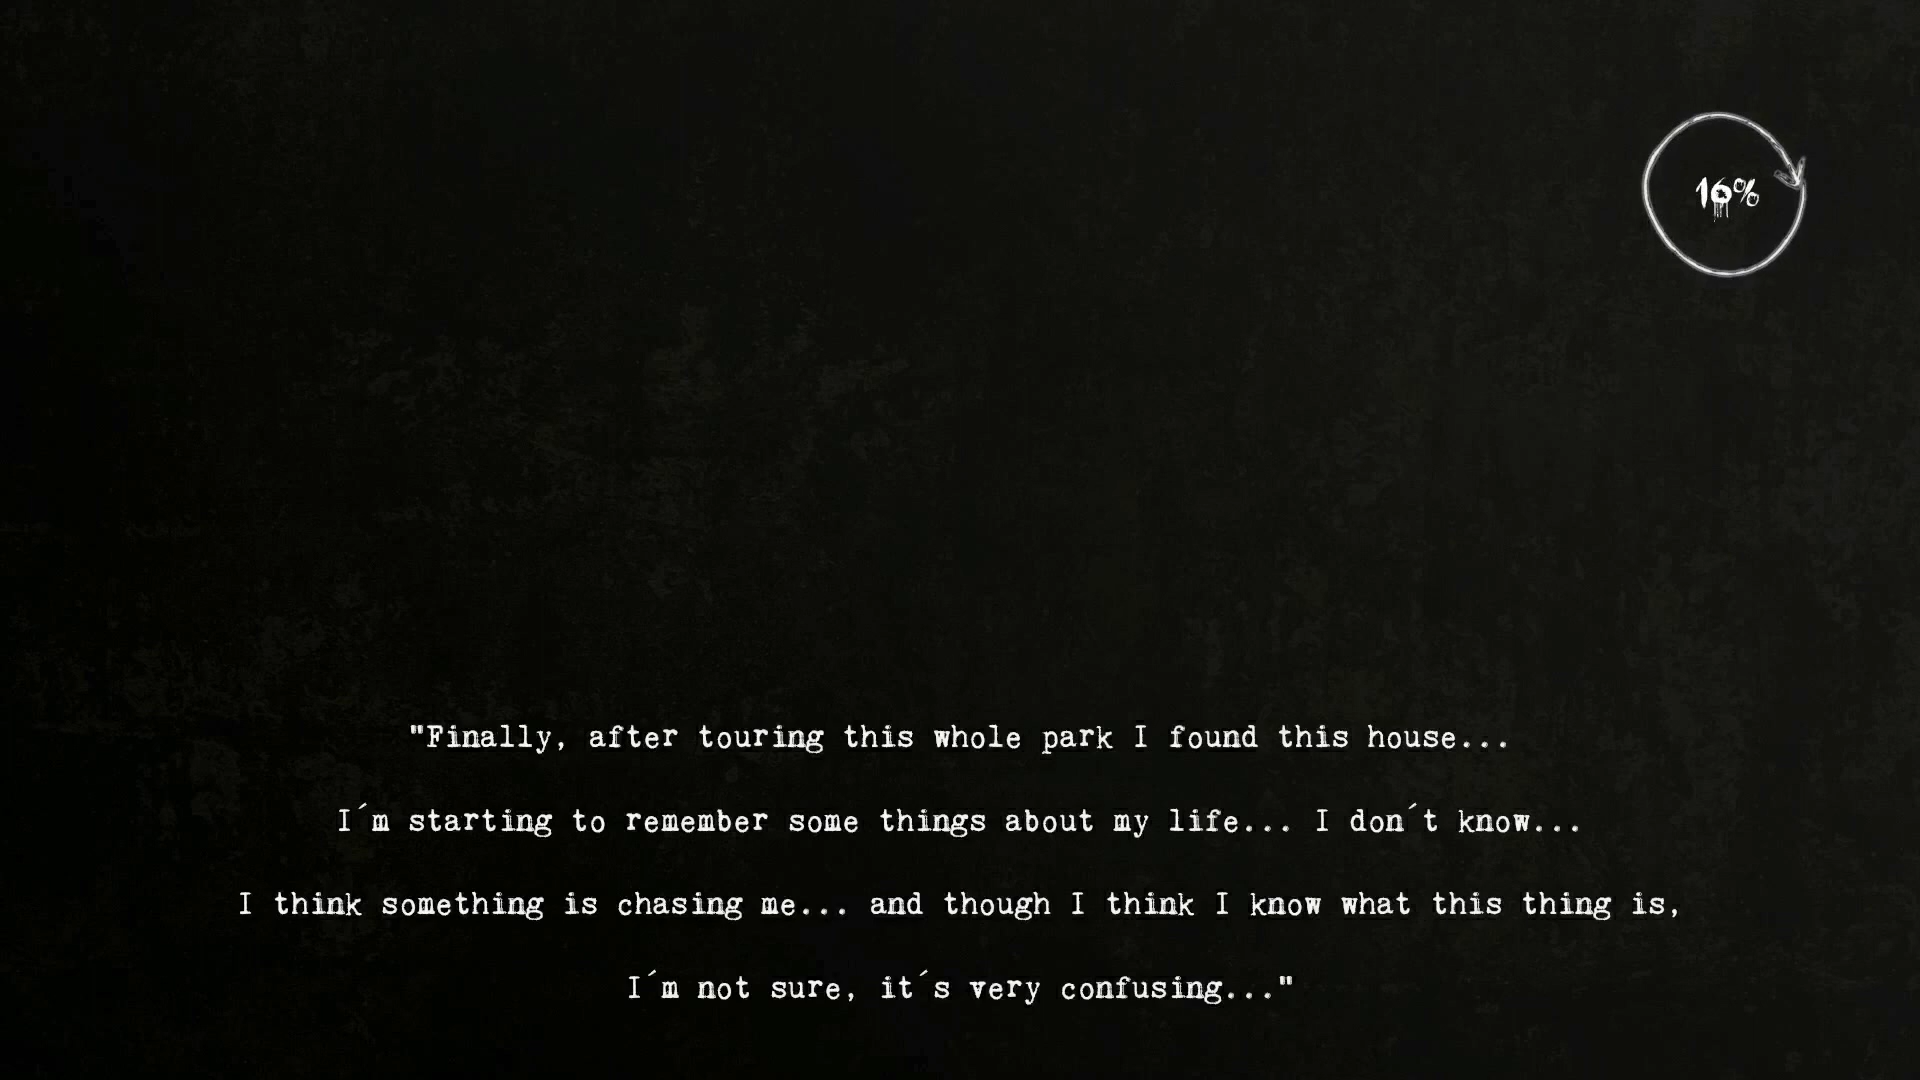 16%
"Finally, after touring this whole park I found this house...
I´m starting to remember some things about my life... I don´t know...
I think something is chasing me... and though I think I know what this thing is,
I´m not sure, it´s very confusing..."